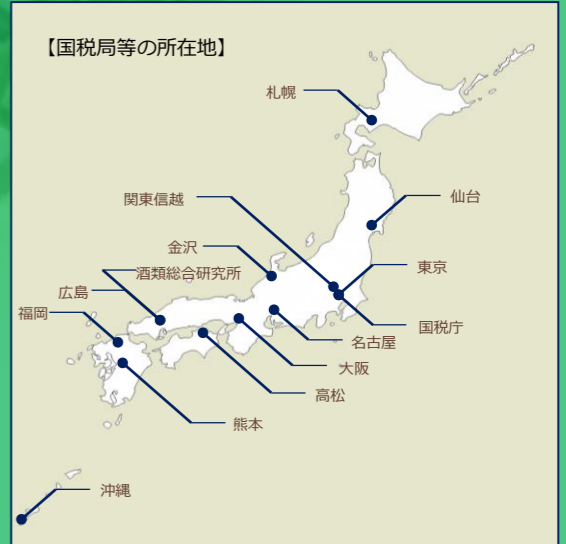 【国税局等の所在地】
札幌
関東信越
仙台
金沢
東京
酒類総合研究所
広島
福岡
国税庁
名古屋
大阪
高松
熊本
沖縄